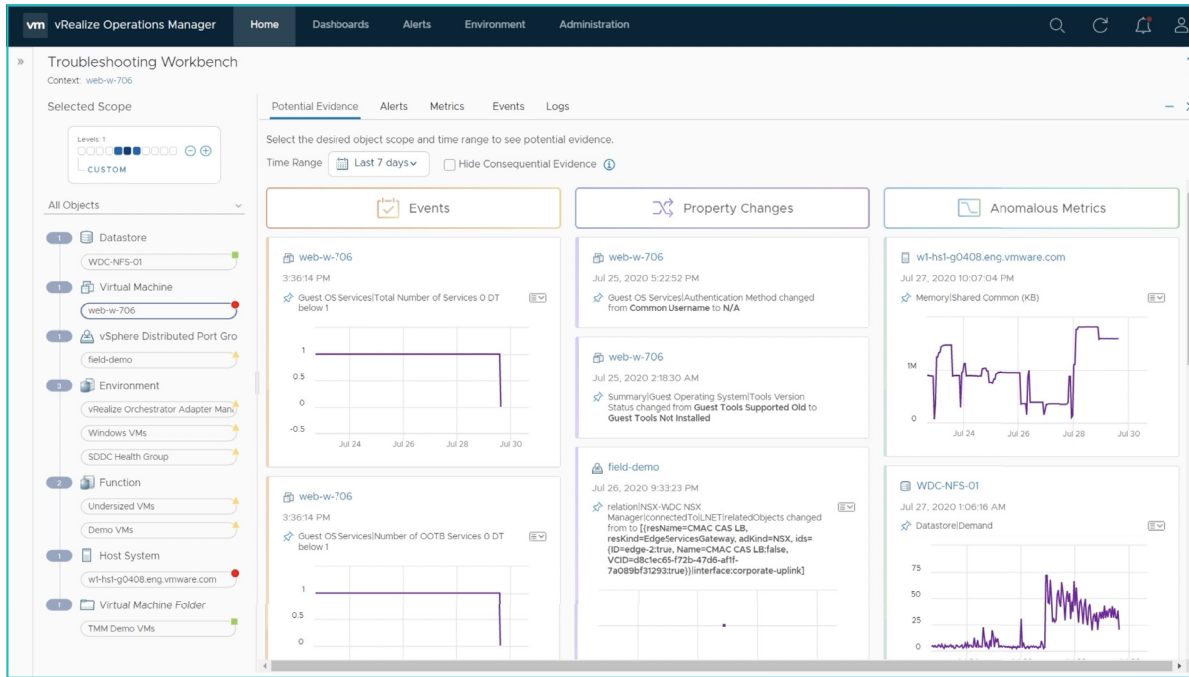 vm vRealize Operations Manager Home Dashboards Alerts Environment Administration
Troubleshooting Workbench
Context: web-w-706
Selected Scope
Levels: 1
CUSTOM
All Objects
1 Datastore
WDC-NFS-01
1 Virtual Machine
web-w-706
1 vSphere Distributed Port Gro
field-demo
3 Environment
vRealize Orchestrator Adapter Man
Windows VMs
SDDC Health Group
2 Function
Undersized VMs
Demo VMs
1 Host System
w1-hs1-g0408.eng.vmware.com
1 Virtual Machine Folder
TMM Demo VMs
Potential Evidence Alerts Metrics Events Logs
Select the desired object scope and time range to see potential evidence.
Time Range Last 7 days Hide Consequential Evidence
Events
web-w-706
3:36:14 PM
Guest OS Services|Total Number of Services 0 DT
below 1
1
0.5
0
-0.5
Jul 24 Jul 26 Jul 28 Jul 30
web-w-706
3:36:14 PM
Guest OS Services|Number of OOTB Services 0 DT
below 1
1
0.5
0
Property Changes
web-w-706
Jul 25, 2020 5:22:52 PM
Guest OS Services|Authentication Method changed
from Common Username to N/A
web-w-706
Jul 25, 2020 2:18:30 AM
Summary|Guest Operating System|Tools Version
Status changed from Guest Tools Supported Old to
Guest Tools Not Installed
field-demo
Jul 26, 2020 9:33:23 PM
relation|NSX-WDC NSX
Manager|connectedTo|LNET|relatedObjects changed
from to [{resName=CMAC CAS LB,
resKind=EdgeServicesGateway, adKind=NSX, ids=
{ID=edge-2:true, Name=CMAC CAS LB:false,
VCID=d8c1ec65-f72b-47d6-af1f-
7a089bf31293:true}}|interface:corporate-uplink]
Anomalous Metrics
w1-hs1-g0408.eng.vmware.com
Jul 27, 2020 10:07:04 PM
Memory|Shared Common (KB)
1M
0
Jul 24 Jul 26 Jul 28 Jul 30
WDC-NFS-01
Jul 27, 2020 1:06:16 AM
Datastore|Demand
75
50
25
0